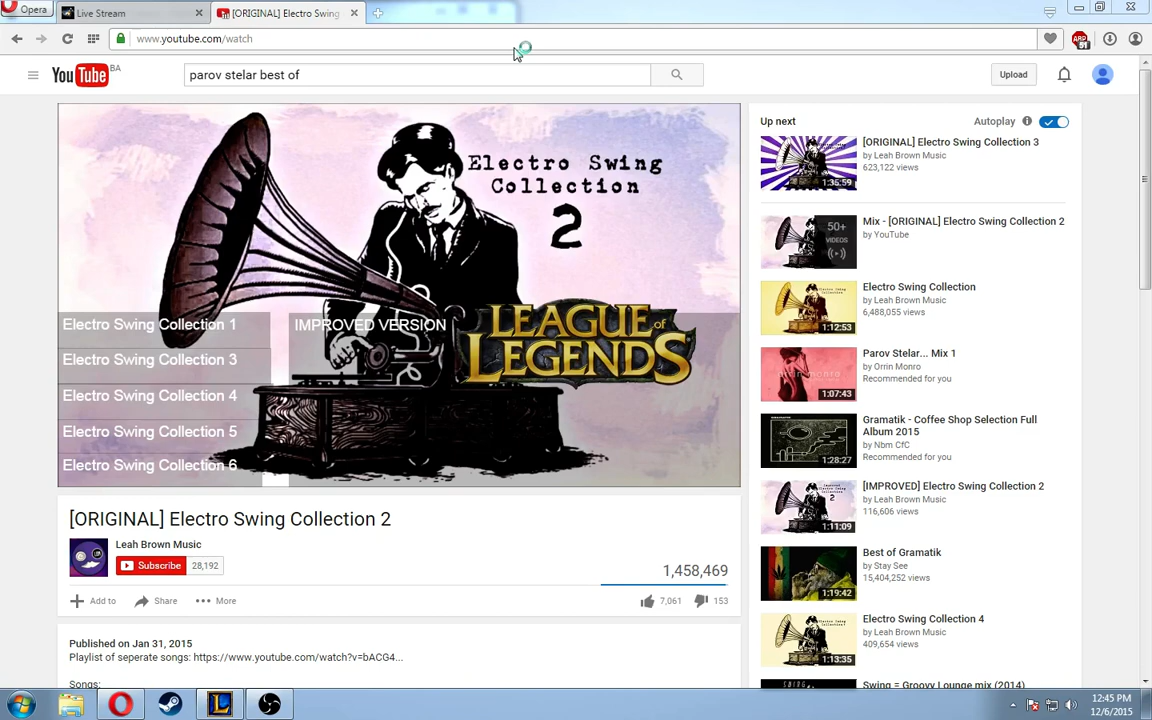 Opera
Live Stream
[ORIGINAL] Electro Swing
www.youtube.com/watch
ABP
91
YouTube BA
parov stelar best of
Upload
Electro Swing
Collection
2
LEAGUE of
LEGENDS
IMPROVED VERSION
Electro Swing Collection 1
Electro Swing Collection 3
Electro Swing Collection 4
Electro Swing Collection 5
Electro Swing Collection 6
[ORIGINAL] Electro Swing Collection 2
Leah Brown Music
Subscribe 28,192
1,458,469
Add to Share More
7,061 153
Published on Jan 31, 2015
Playlist of seperate songs: https://www.youtube.com/watch?v=bACG4...
Songs:
Up next
Autoplay
1:35:59
[ORIGINAL] Electro Swing Collection 3
by Leah Brown Music
623,122 views
50+
VIDEOS
Mix - [ORIGINAL] Electro Swing Collection 2
by YouTube
1:12:53
Electro Swing Collection
by Leah Brown Music
6,488,055 views
1:07:43
Parov Stelar... Mix 1
by Orrin Monro
Recommended for you
1:28:27
Gramatik - Coffee Shop Selection Full
Album 2015
by Nbm CfC
Recommended for you
1:11:09
[IMPROVED] Electro Swing Collection 2
by Leah Brown Music
116,606 views
1:19:42
Best of Gramatik
by Stay See
15,404,252 views
1:13:35
Electro Swing Collection 4
by Leah Brown Music
409,654 views
Swing = Groovy Lounge mix (2014)
12:45 PM
12/6/2015